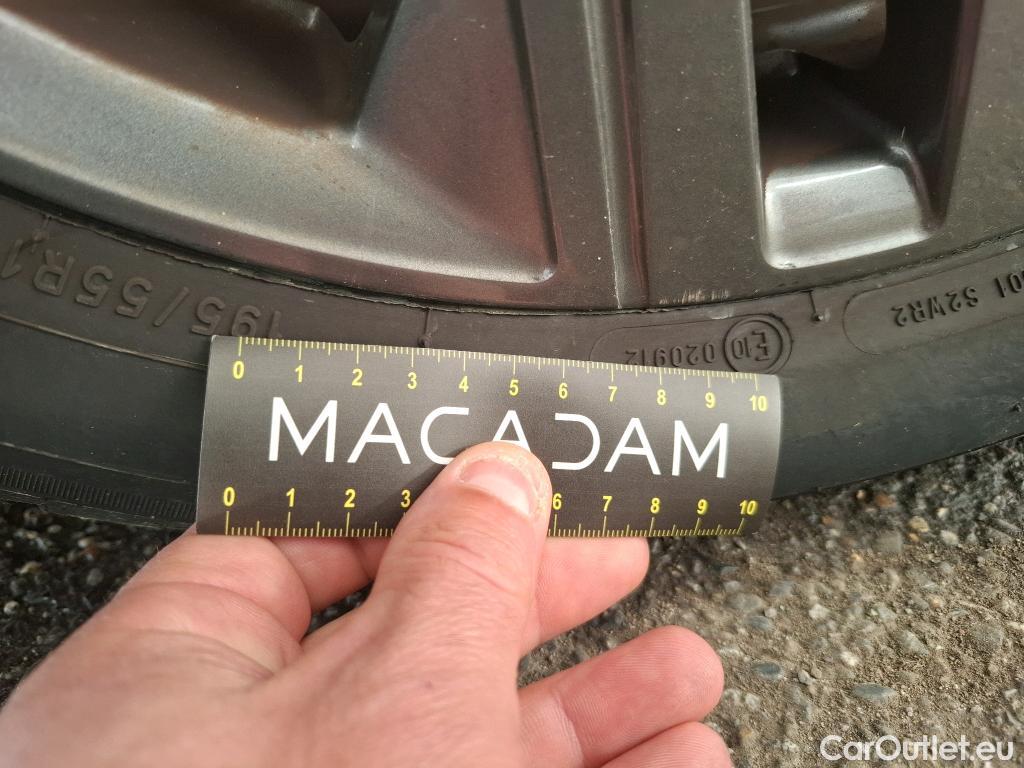 195/55R1
E10 020912
01 S2WR2
0 1 2 3 4 5 6 7 8 9 10
MACADAM
0 1 2 3 6 7 8 9 10
CarOutlet.eu